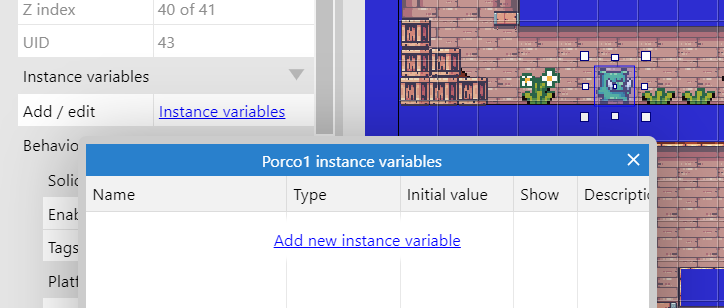 Z index 40 of 41
UID 43
Instance variables
Add / edit Instance variables
Porco1 instance variables
Name Type Initial value Show Descriptio
Add new instance variable
Behavio
Solid
Enab
Tags
Platf